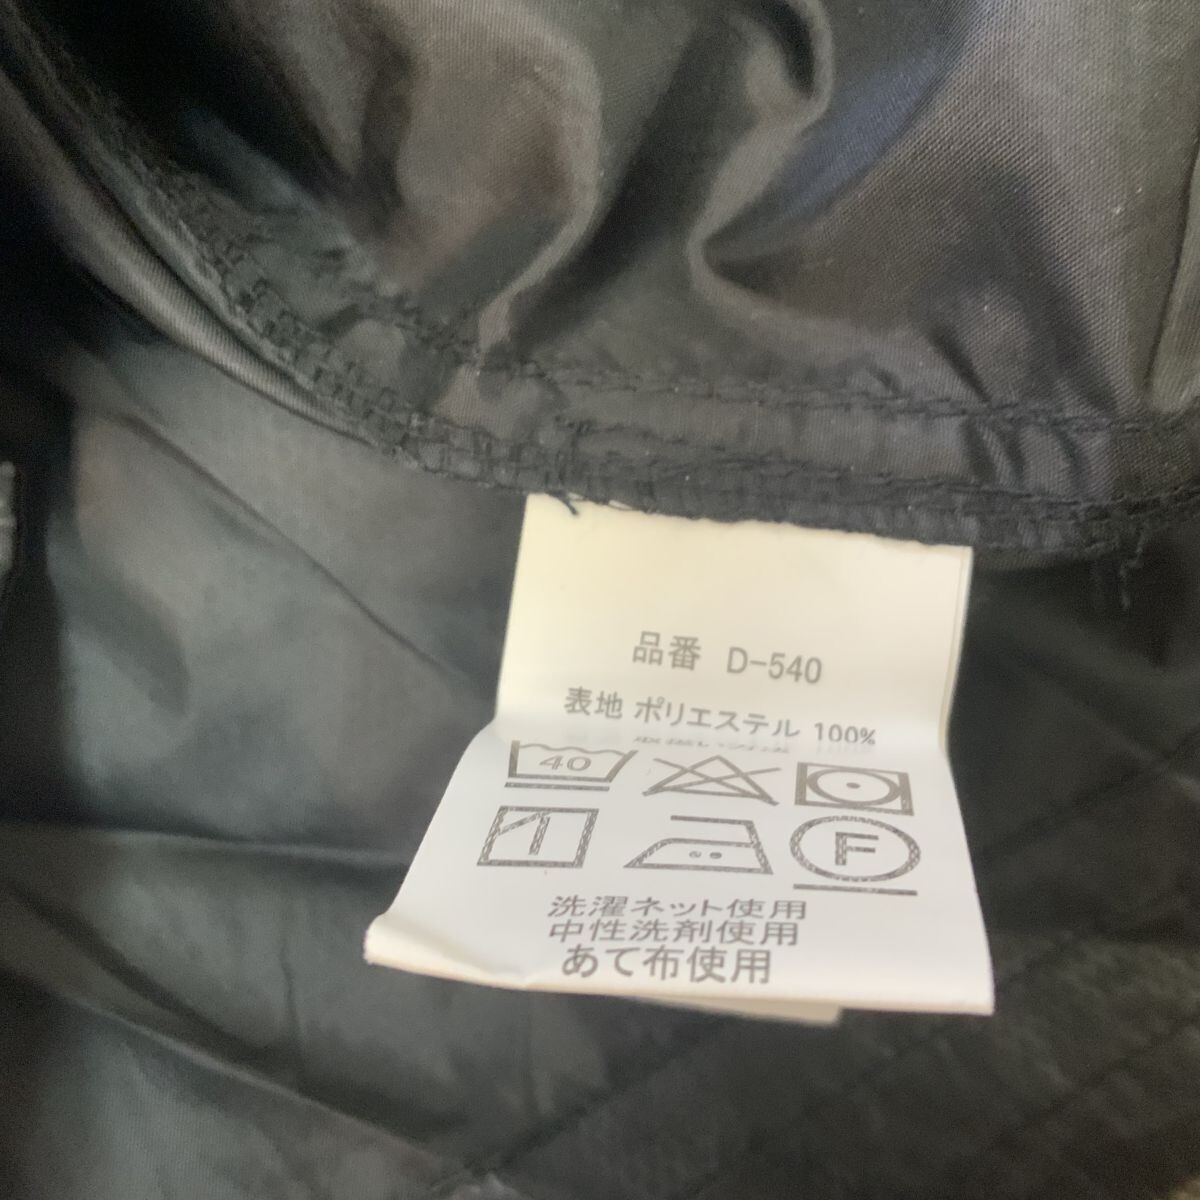 品番 D-540
表地 ポリエステル 100%
40
F
洗濯ネット使用
中性洗剤使用
あて布使用